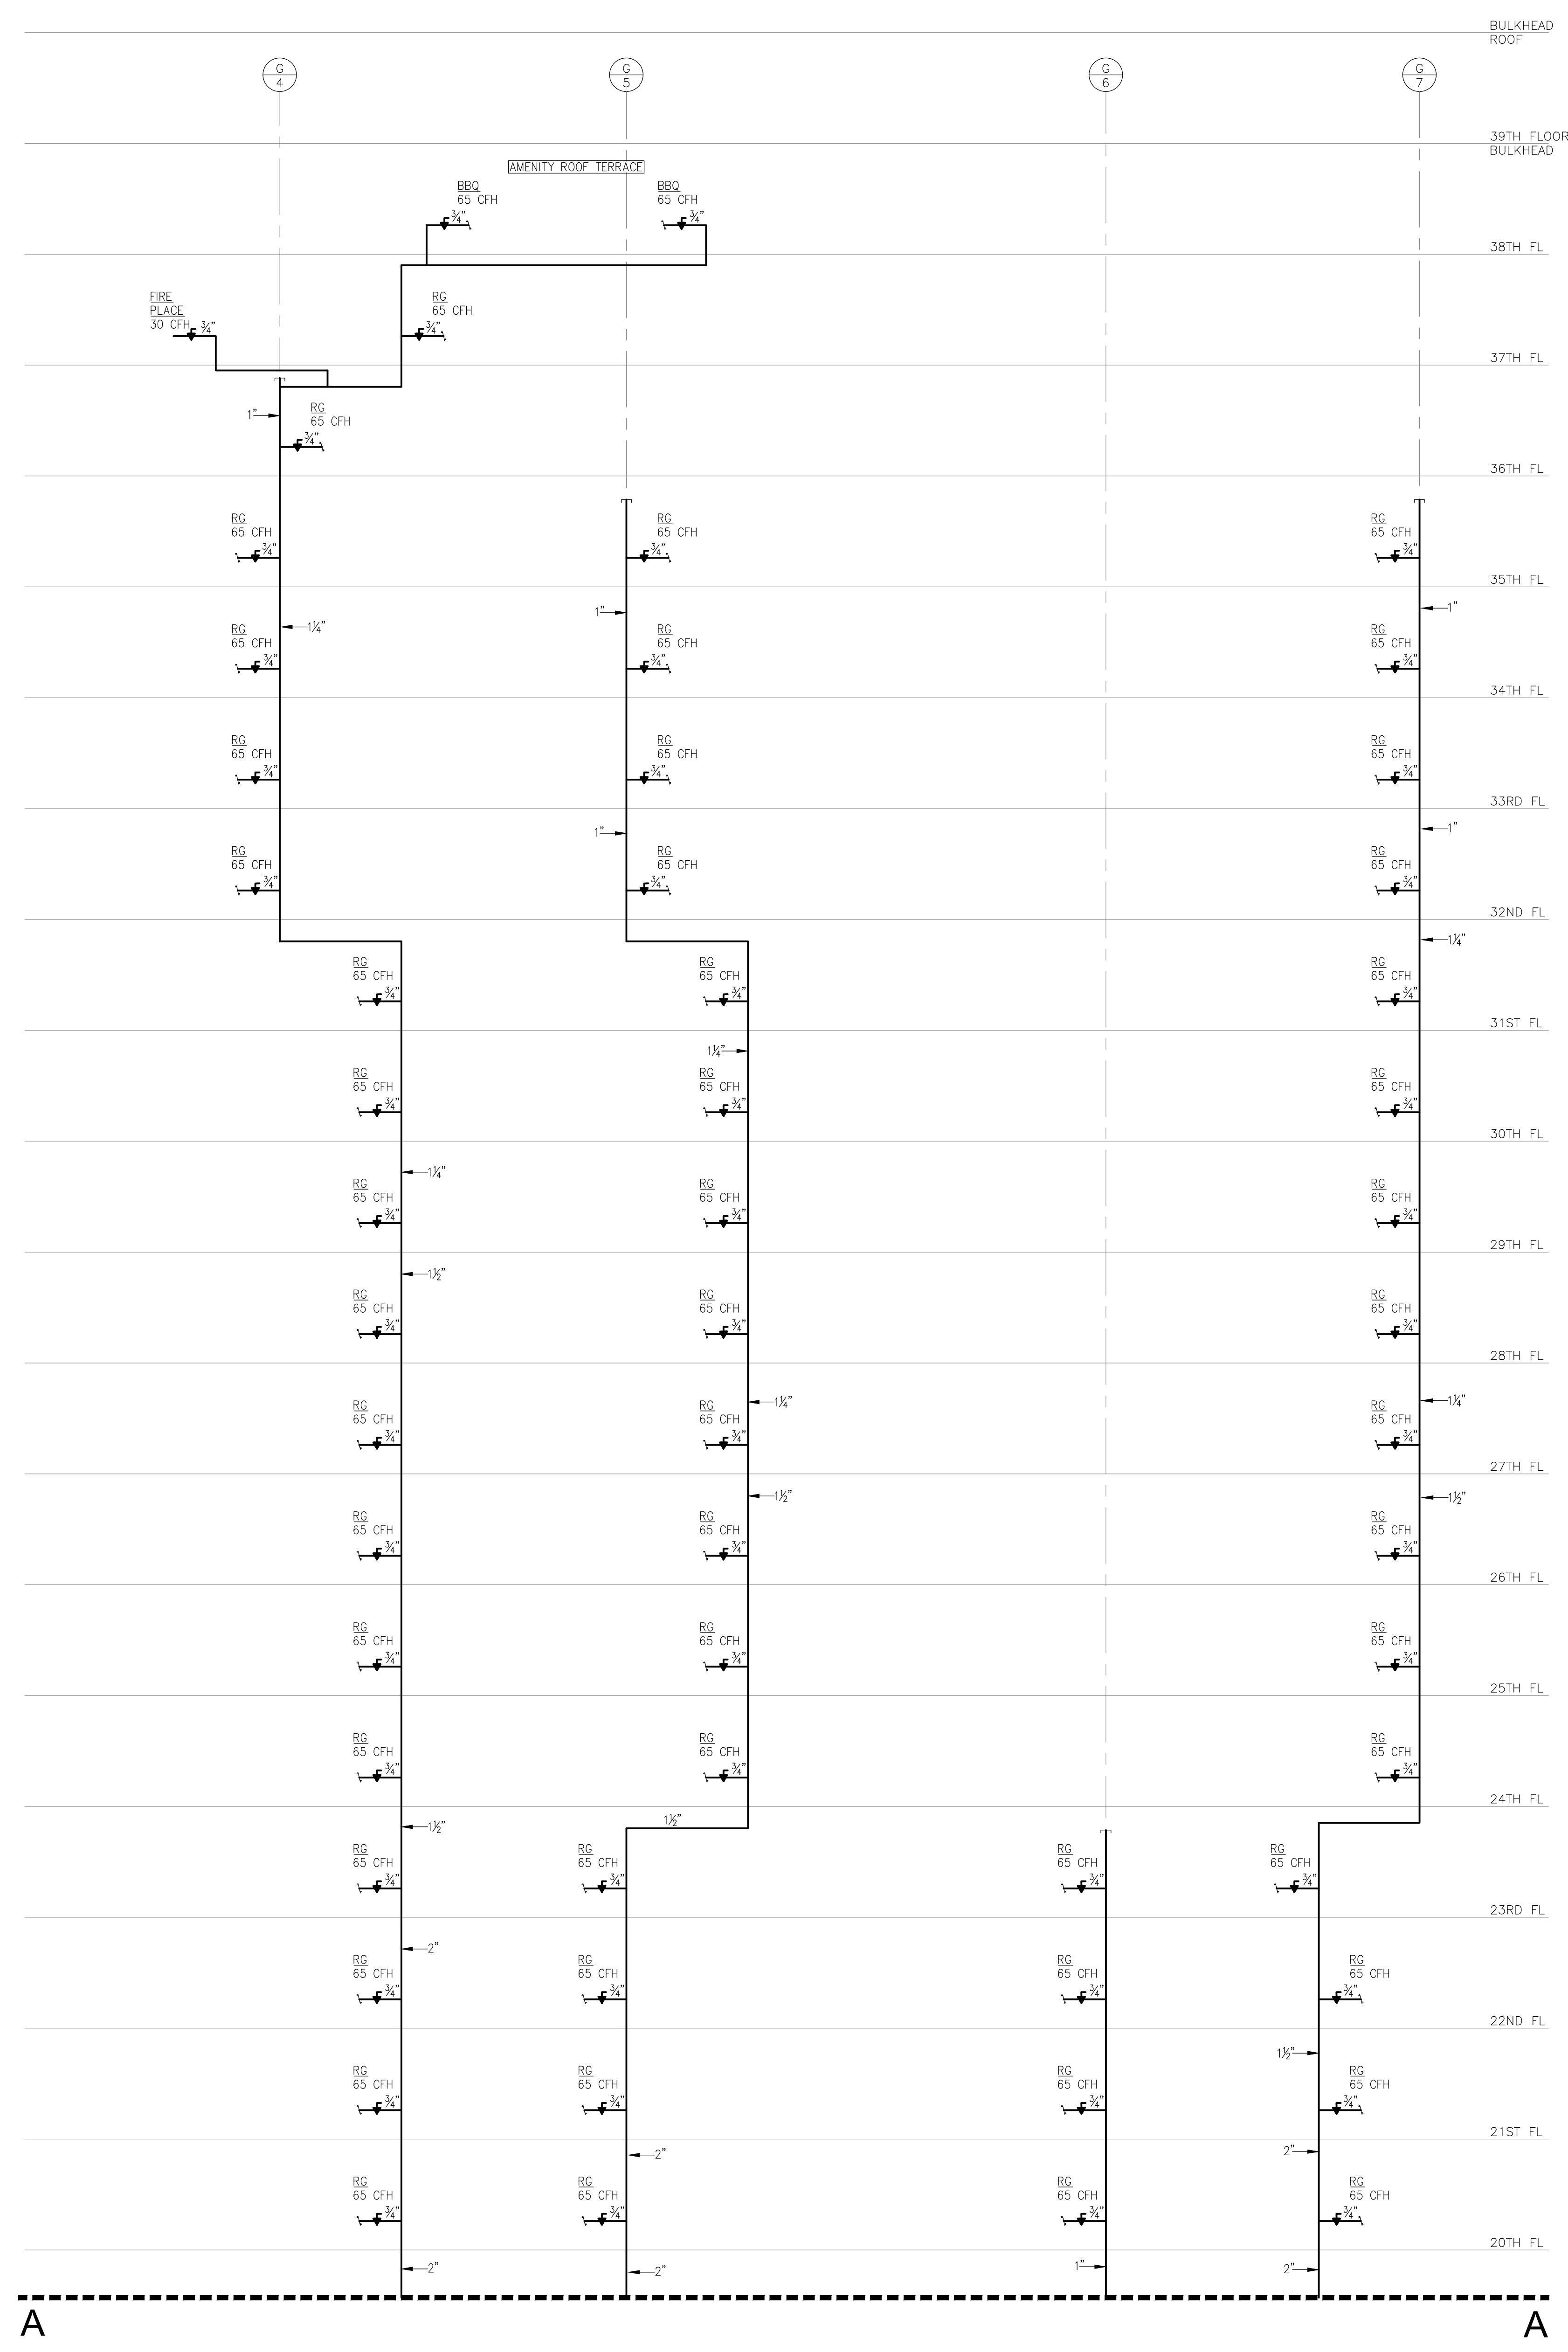 BULKHEAD
ROOF
G
4
G
5
G
6
G
7
39TH FLOOR
BULKHEAD
AMENITY ROOF TERRACE
BBQ
65 CFH
¾"
BBQ
65 CFH
¾"
38TH FL
FIRE
PLACE
30 CFH
¾"
RG
65 CFH
¾"
37TH FL
1"
RG
65 CFH
¾"
36TH FL
RG
65 CFH
¾"
RG
65 CFH
¾"
RG
65 CFH
¾"
35TH FL
1"
1"
1¼"
RG
65 CFH
¾"
RG
65 CFH
¾"
RG
65 CFH
¾"
34TH FL
RG
65 CFH
¾"
RG
65 CFH
¾"
RG
65 CFH
¾"
33RD FL
1"
1"
RG
65 CFH
¾"
RG
65 CFH
¾"
RG
65 CFH
¾"
32ND FL
1¼"
RG
65 CFH
¾"
RG
65 CFH
¾"
RG
65 CFH
¾"
31ST FL
1¼"
RG
65 CFH
¾"
RG
65 CFH
¾"
RG
65 CFH
¾"
30TH FL
1¼"
RG
65 CFH
¾"
RG
65 CFH
¾"
RG
65 CFH
¾"
29TH FL
1½"
RG
65 CFH
¾"
RG
65 CFH
¾"
RG
65 CFH
¾"
28TH FL
1¼"
1¼"
RG
65 CFH
¾"
RG
65 CFH
¾"
RG
65 CFH
¾"
27TH FL
1½"
1½"
RG
65 CFH
¾"
RG
65 CFH
¾"
RG
65 CFH
¾"
26TH FL
RG
65 CFH
¾"
RG
65 CFH
¾"
RG
65 CFH
¾"
25TH FL
RG
65 CFH
¾"
RG
65 CFH
¾"
RG
65 CFH
¾"
24TH FL
1½"
1½"
RG
65 CFH
¾"
RG
65 CFH
¾"
RG
65 CFH
¾"
RG
65 CFH
¾"
23RD FL
2"
RG
65 CFH
¾"
RG
65 CFH
¾"
RG
65 CFH
¾"
RG
65 CFH
¾"
22ND FL
1½"
RG
65 CFH
¾"
RG
65 CFH
¾"
RG
65 CFH
¾"
RG
65 CFH
¾"
21ST FL
2"
2"
RG
65 CFH
¾"
RG
65 CFH
¾"
RG
65 CFH
¾"
RG
65 CFH
¾"
20TH FL
2"
2"
1"
2"
A
A